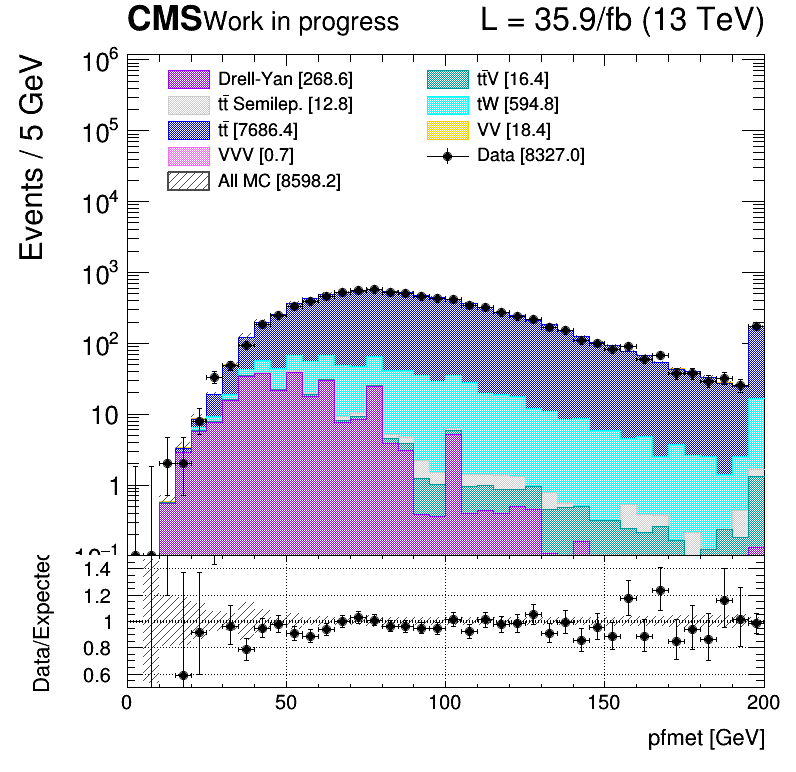 CMS Work in progress L = 35.9/fb (13 TeV)
Events / 5 GeV
10⁶
10⁵
10⁴
10³
10²
10
1
10⁻¹
Drell-Yan [268.6]
tt̄ Semilep. [12.8]
tt̄ [7686.4]
VVV [0.7]
All MC [8598.2]
tt̄V [16.4]
tW [594.8]
VV [18.4]
Data [8327.0]
Data/Expected
1.4
1.2
1
0.8
0.6
0 50 100 150 200
pfmet [GeV]